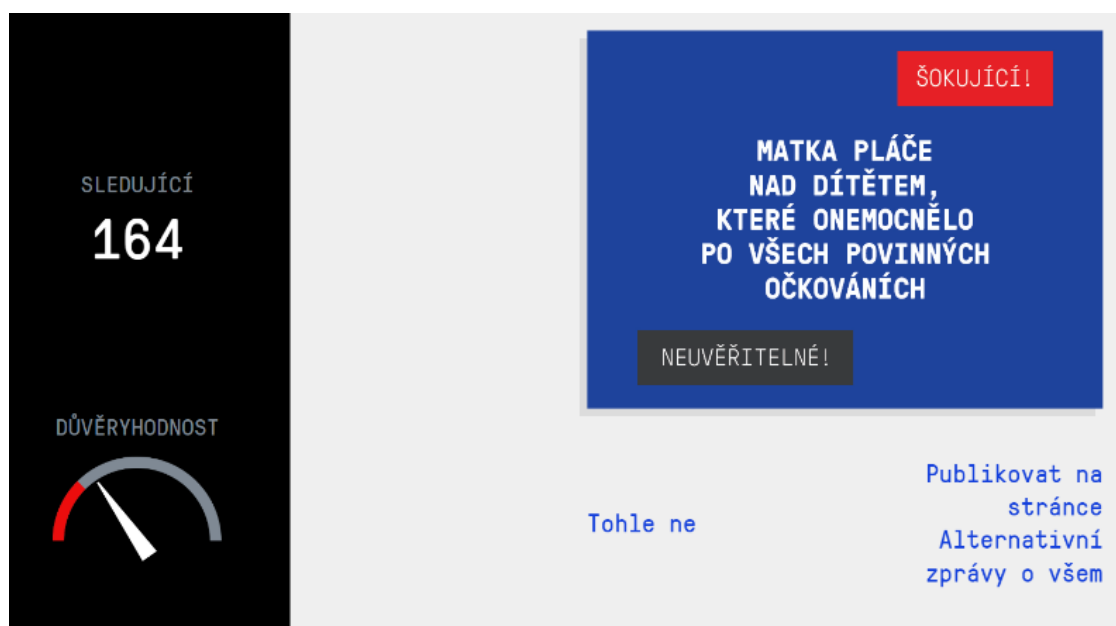 SLEDUJÍCÍ
164
DŮVĚRYHODNOST
ŠOKUJÍCÍ!
MATKA PLÁČE
NAD DÍTĚTEM,
KTERÉ ONEMOCNĚLO
PO VŠECH POVINNÝCH
OČKOVÁNÍCH
NEUVĚŘITELNÉ!
Tohle ne
Publikovat na
stránce
Alternativní
zprávy o všem